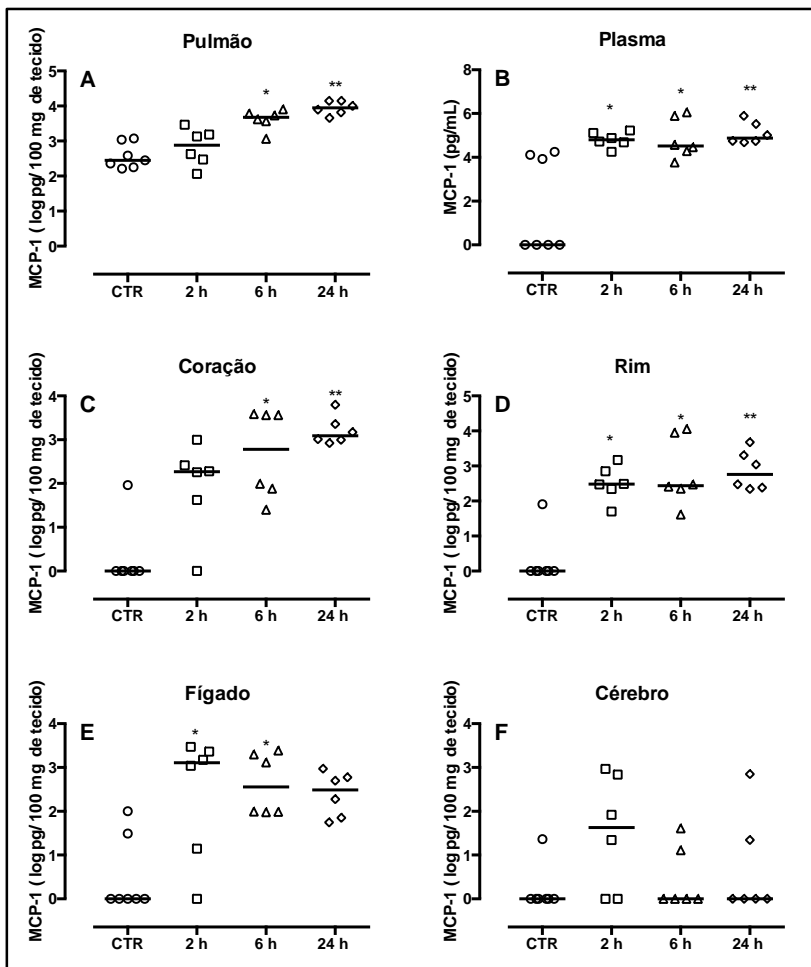 Pulmão
A
MCP-1 ( log pg/ 100 mg de tecido)
5
4
3
2
1
0
*
**
CTR 2 h 6 h 24 h
Plasma
B
MCP-1 (pg/mL)
8
6
4
2
0
*
*
**
CTR 2 h 6 h 24 h
Coração
C
MCP-1 ( log pg/ 100 mg de tecido)
4
3
2
1
0
*
**
CTR 2 h 6 h 24 h
Rim
D
MCP-1 ( log pg/ 100 mg de tecido)
5
4
3
2
1
0
*
*
**
CTR 2 h 6 h 24 h
Fígado
E
MCP-1 ( log pg/ 100 mg de tecido)
4
3
2
1
0
*
*
CTR 2 h 6 h 24 h
Cérebro
F
MCP-1 ( log pg/ 100 mg de tecido)
4
3
2
1
0
CTR 2 h 6 h 24 h